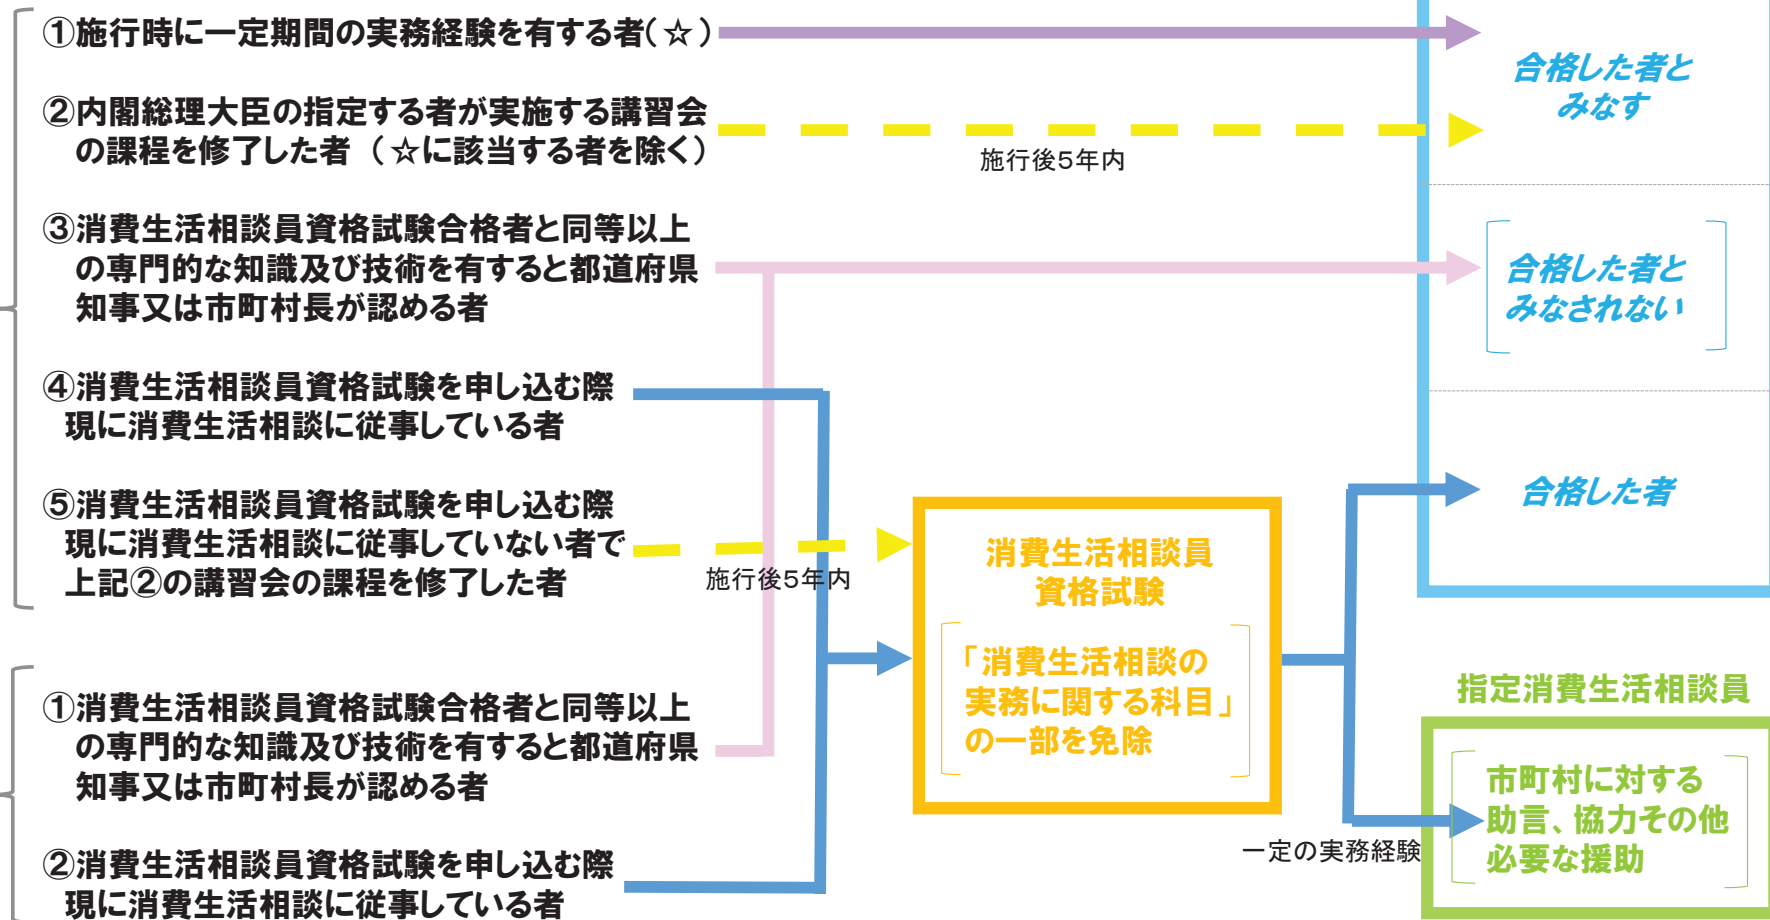 ①施行時に一定期間の実務経験を有する者(☆)
②内閣総理大臣の指定する者が実施する講習会
の課程を修了した者 (☆に該当する者を除く)
施行後5年内
③消費生活相談員資格試験合格者と同等以上
の専門的な知識及び技術を有すると都道府県
知事又は市町村長が認める者
④消費生活相談員資格試験を申し込む際
現に消費生活相談に従事している者
⑤消費生活相談員資格試験を申し込む際
現に消費生活相談に従事していない者で
上記②の講習会の課程を修了した者
施行後5年内
①消費生活相談員資格試験合格者と同等以上
の専門的な知識及び技術を有すると都道府県
知事又は市町村長が認める者
②消費生活相談員資格試験を申し込む際
現に消費生活相談に従事している者
消費生活相談員
資格試験
「消費生活相談の
実務に関する科目」
の一部を免除
合格した者と
みなす
合格した者と
みなされない
合格した者
指定消費生活相談員
市町村に対する
助言、協力その他
必要な援助
一定の実務経験